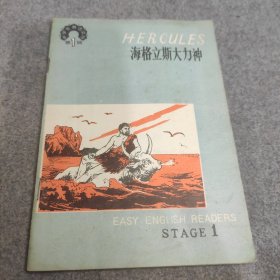 HERCULES
海格立斯大力神
EASY ENGLISH READERS
STAGE 1